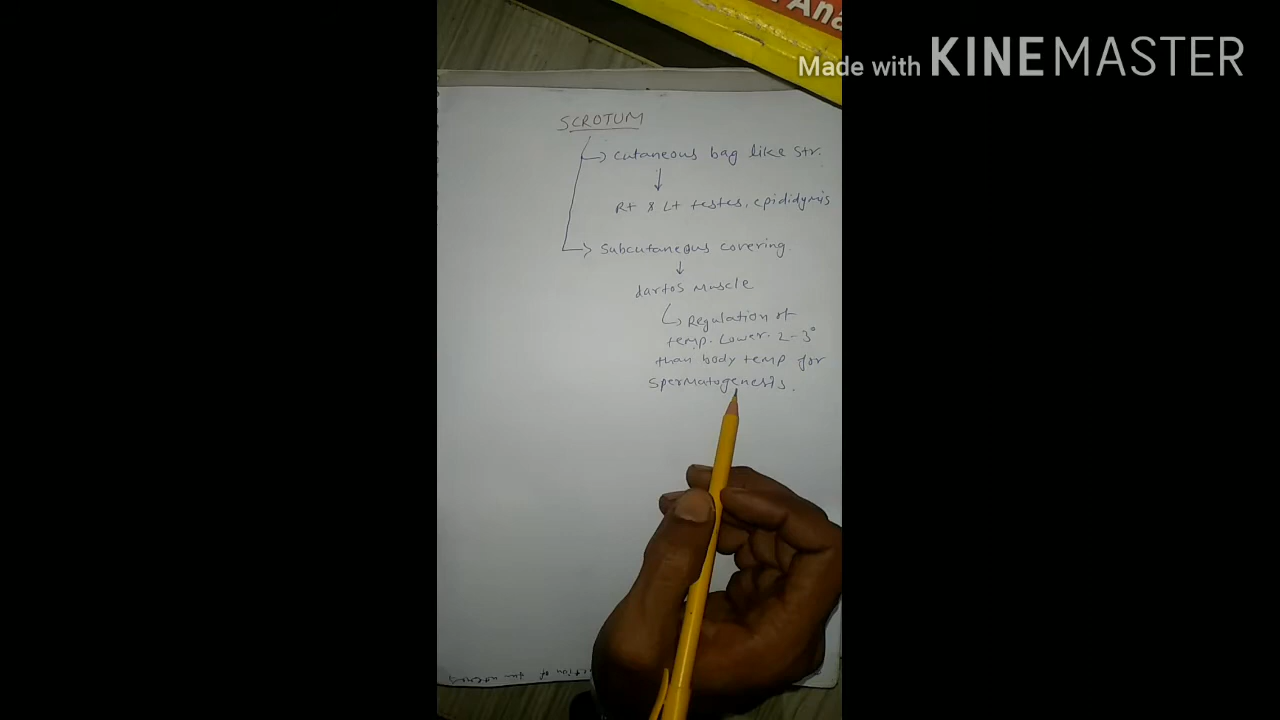 Ana
Made with KINEMASTER
SCROTUM
→ cutaneous bag like str.
↓
Rt & Lt testes, epididymis
→ Subcutaneous covering.
↓
dartos muscle
↳ Regulation of
temp. Lower. 2-3°
than body temp for
Spermatogenesis.